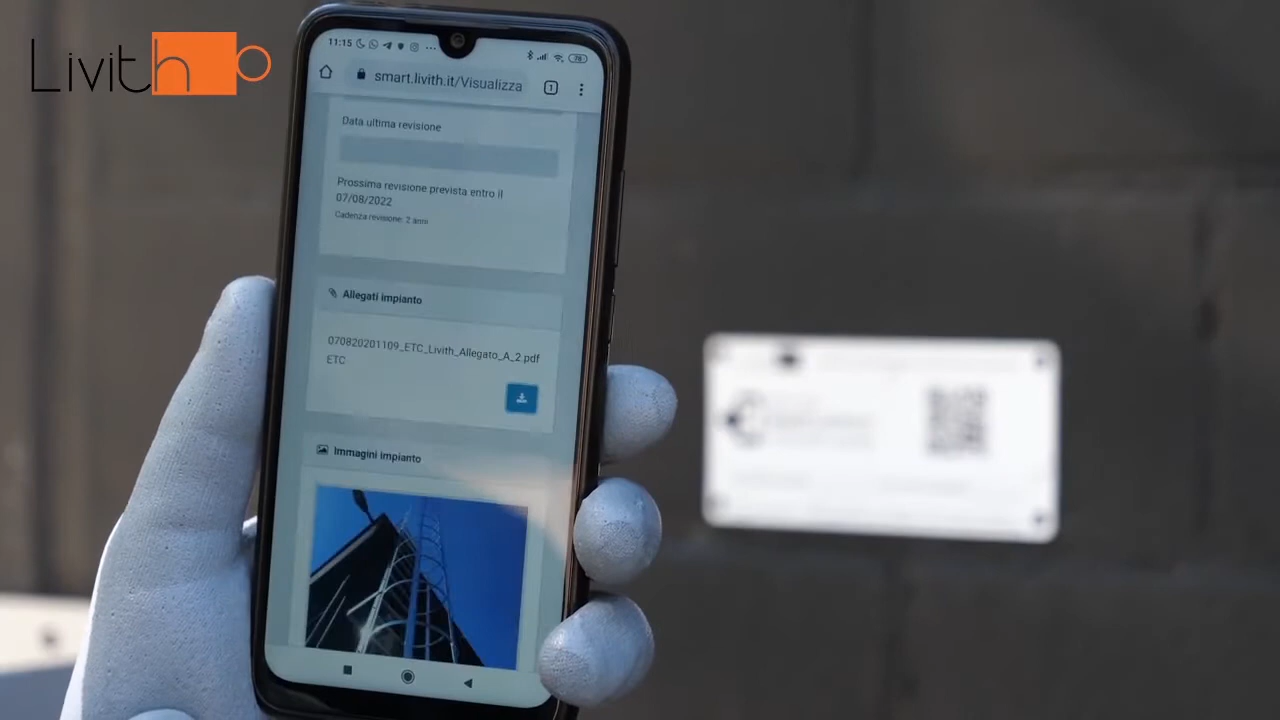 Livith
11:15
78
smart.livith.it/Visualizza
1
Data ultima revisione
Prossima revisione prevista entro il
07/08/2022
Cadenza revisione: 2 anni
Allegati impianto
070820201109_ETC_Livith_Allegato_A_2.pdf
ETC
Immagini impianto